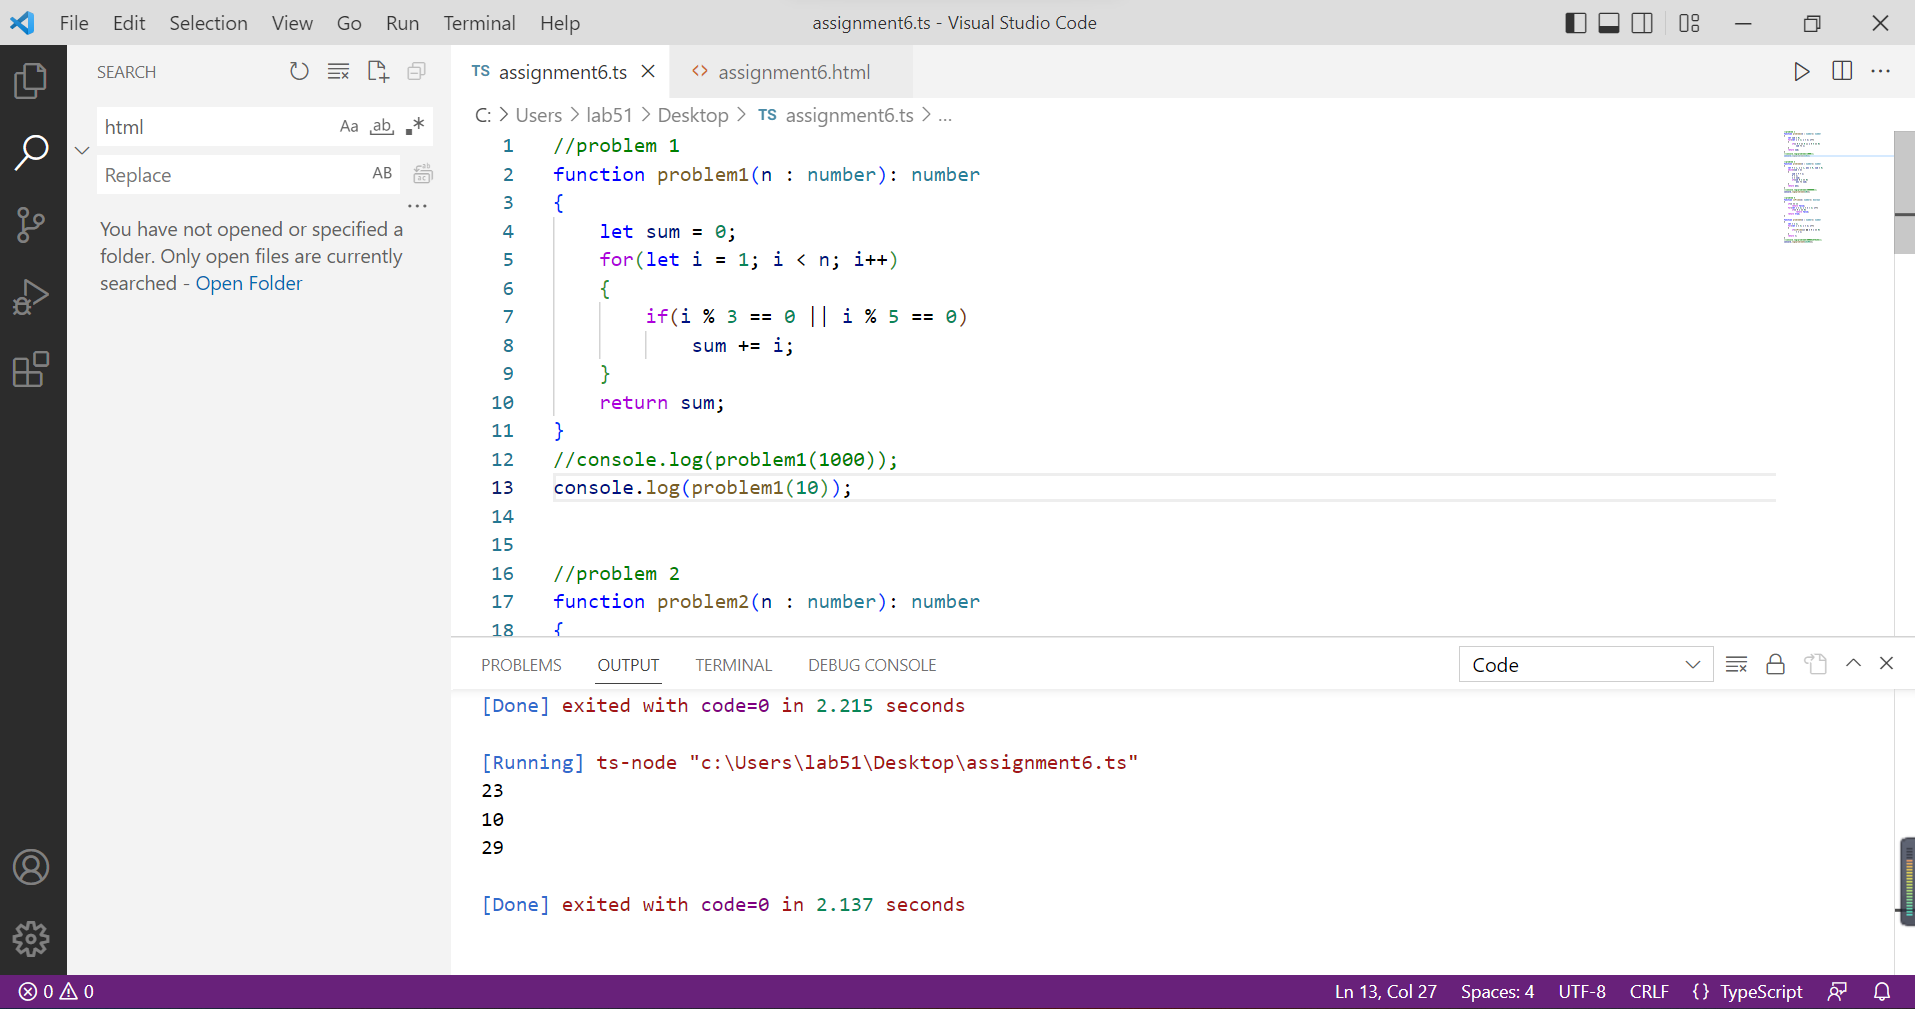 File Edit Selection View Go Run Terminal Help
assignment6.ts - Visual Studio Code
SEARCH
html
Aa ab .*
Replace
AB
...
You have not opened or specified a
folder. Only open files are currently
searched - Open Folder
TS assignment6.ts
<> assignment6.html
C: > Users > lab51 > Desktop > TS assignment6.ts > ...
1 //problem 1
2 function problem1(n : number): number
3 {
4 let sum = 0;
5 for(let i = 1; i < n; i++)
6 {
7 if(i % 3 == 0 || i % 5 == 0)
8 sum += i;
9 }
10 return sum;
11 }
12 //console.log(problem1(1000));
13 console.log(problem1(10));
14
15
16 //problem 2
17 function problem2(n : number): number
18 {
PROBLEMS OUTPUT TERMINAL DEBUG CONSOLE
Code
[Done] exited with code=0 in 2.215 seconds
[Running] ts-node "c:\Users\lab51\Desktop\assignment6.ts"
23
10
29
[Done] exited with code=0 in 2.137 seconds
0 0
Ln 13, Col 27 Spaces: 4 UTF-8 CRLF {} TypeScript